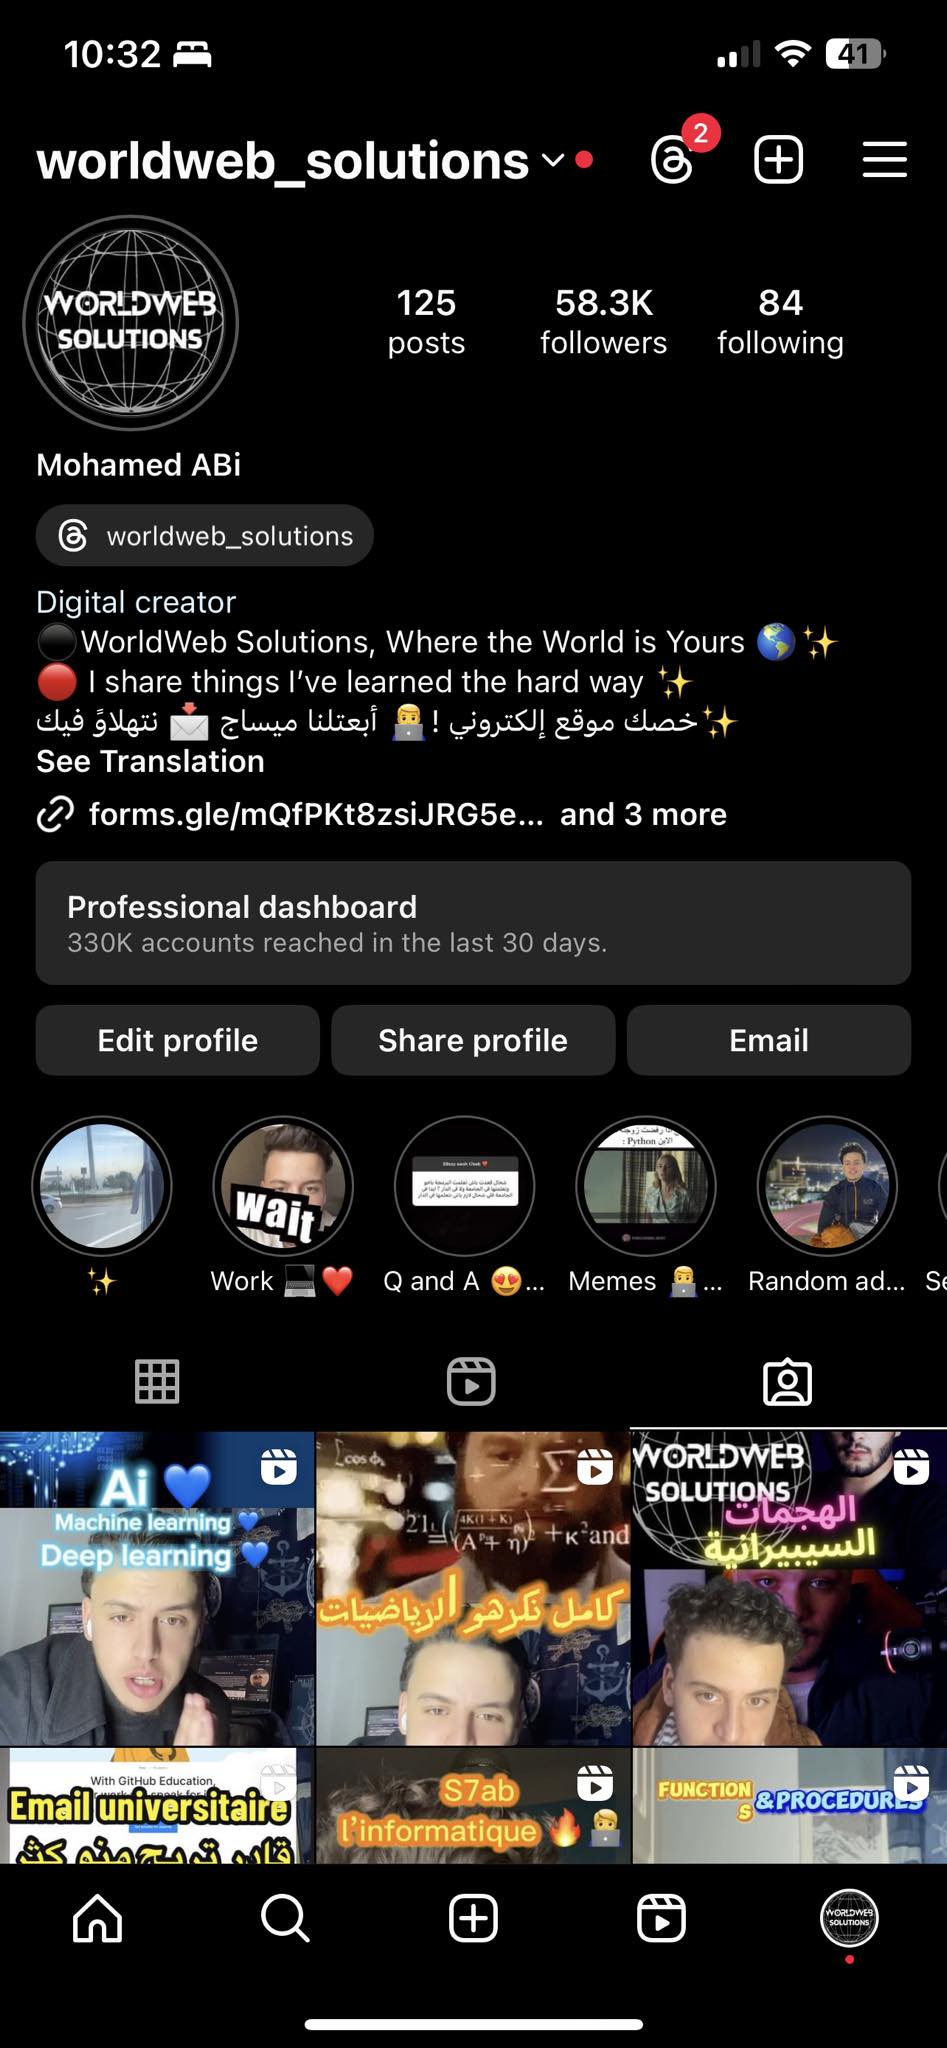 10:32
41
worldweb_solutions
2
WORLDWEB
SOLUTIONS
125
posts
58.3K
followers
84
following
Mohamed ABi
worldweb_solutions
Digital creator
⚫WorldWeb Solutions, Where the World is Yours 🌎✨
🔴 I share things I’ve learned the hard way ✨
✨خصك موقع إلكتروني ! 👨‍💻 أبعتلنا ميساج 📩 نتهلاوْ فيك
See Translation
forms.gle/mQfPKt8zsiJRG5e... and 3 more
Professional dashboard
330K accounts reached in the last 30 days.
Edit profile
Share profile
Email
wait
Python :
✨
Work 💻❤️
Q and A 😍...
Memes 👨‍💻...
Random ad...
Se
Ai 💙
Machine learning 💙
Deep learning 💙
كامل نكرهو الرياضيات
WORLDWEB
SOLUTIONS
الهجمات
السيبيرانية
With GitHub Education,
Email universitaire
S7ab
l’informatique 🔥👨‍💻
FUNCTION
S
&PROCEDURES
WORLDWEB
SOLUTIONS